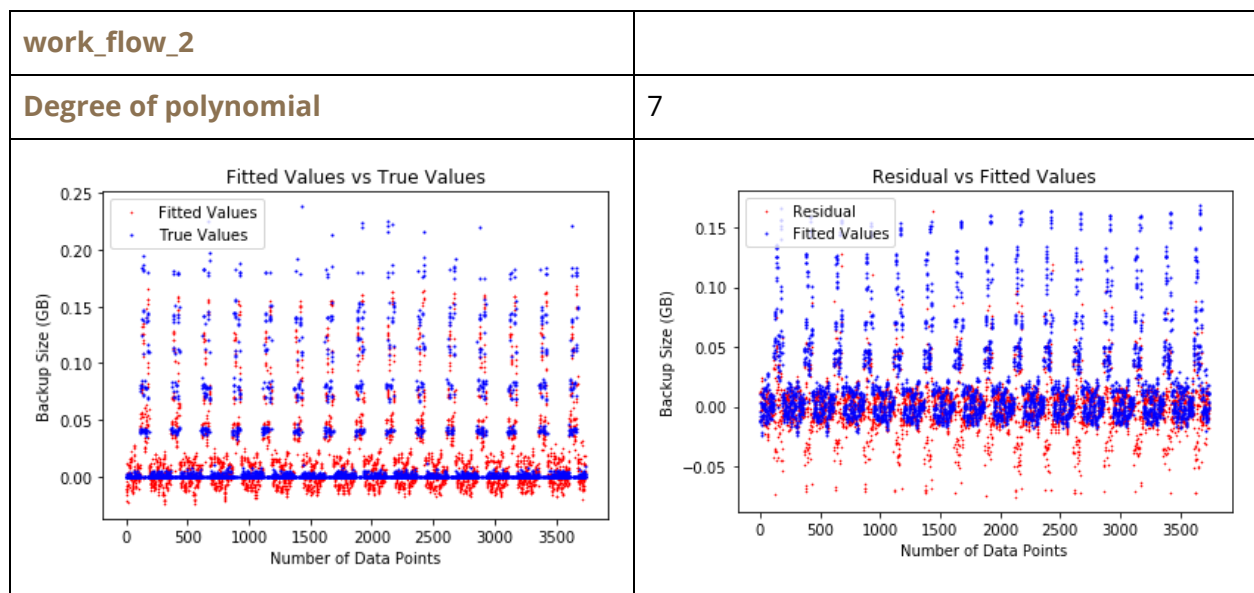 work_flow_2
Degree of polynomial
7
Fitted Values vs True Values
0.25
0.20
0.15
0.10
0.05
0.00
Backup Size (GB)
Fitted Values
True Values
0 500 1000 1500 2000 2500 3000 3500
Number of Data Points
Residual vs Fitted Values
0.15
0.10
0.05
0.00
−0.05
Backup Size (GB)
Residual
Fitted Values
0 500 1000 1500 2000 2500 3000 3500
Number of Data Points